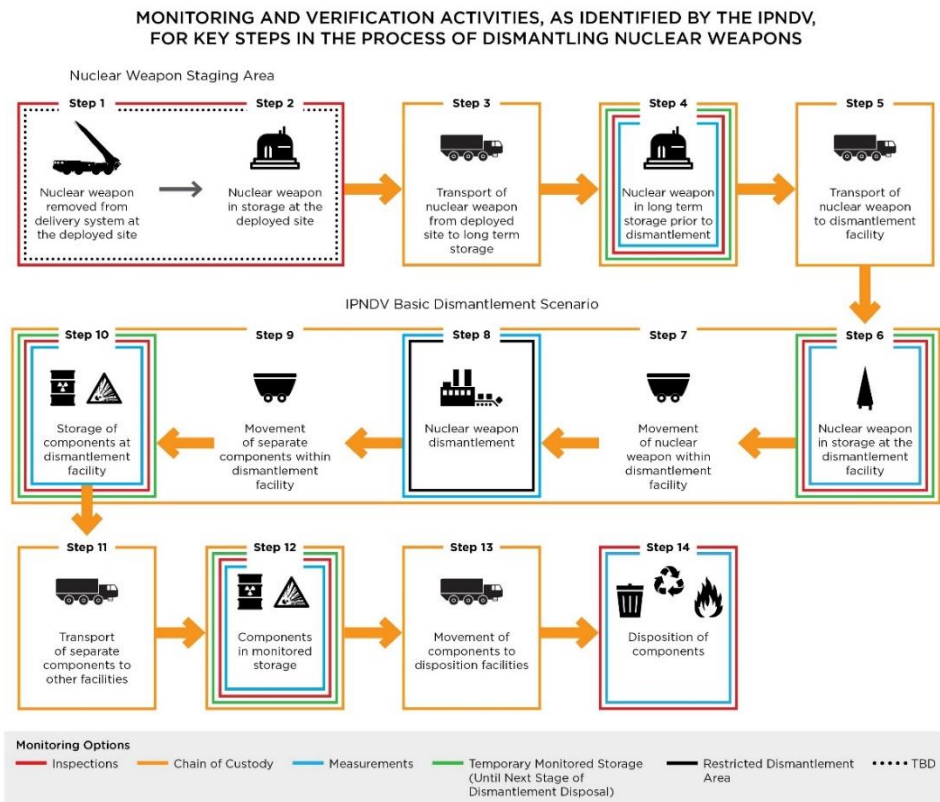 MONITORING AND VERIFICATION ACTIVITIES, AS IDENTIFIED BY THE IPNDV,
FOR KEY STEPS IN THE PROCESS OF DISMANTLING NUCLEAR WEAPONS
Nuclear Weapon Staging Area
Step 1
Nuclear weapon
removed from
delivery system at
the deployed site
Step 2
Nuclear weapon
in storage at the
deployed site
Step 3
Transport of
nuclear weapon
from deployed
site to long term
storage
Step 4
Nuclear weapon
in long term
storage prior to
dismantlement
Step 5
Transport of
nuclear weapon
to dismantlement
facility
IPNDV Basic Dismantlement Scenario
Step 10
Storage of
components at
dismantlement
facility
Step 9
Movement
of separate
components within
dismantlement
facility
Step 8
Nuclear weapon
dismantlement
Step 7
Movement
of nuclear
weapon within
dismantlement
facility
Step 6
Nuclear weapon
in storage at the
dismantlement
facility
Step 11
Transport
of separate
components to
other facilities
Step 12
Components
in monitored
storage
Step 13
Movement of
components to
disposition facilities
Step 14
Disposition of
components
Monitoring Options
Inspections
Chain of Custody
Measurements
Temporary Monitored Storage
(Until Next Stage of
Dismantlement Disposal)
Restricted Dismantlement
Area
TBD